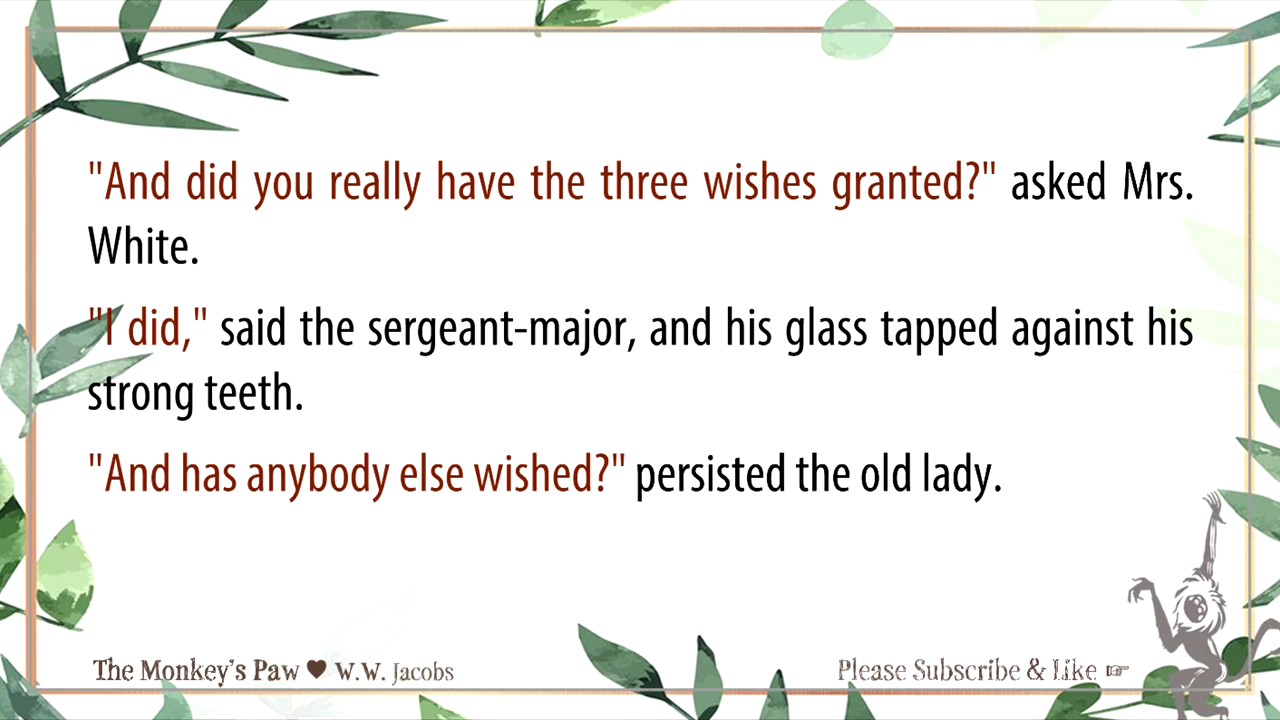 "And did you really have the three wishes granted?" asked Mrs.
White.
"I did," said the sergeant-major, and his glass tapped against his
strong teeth.
"And has anybody else wished?" persisted the old lady.
The Monkey's Paw ♥ W.W. Jacobs
Please Subscribe & Like ☞